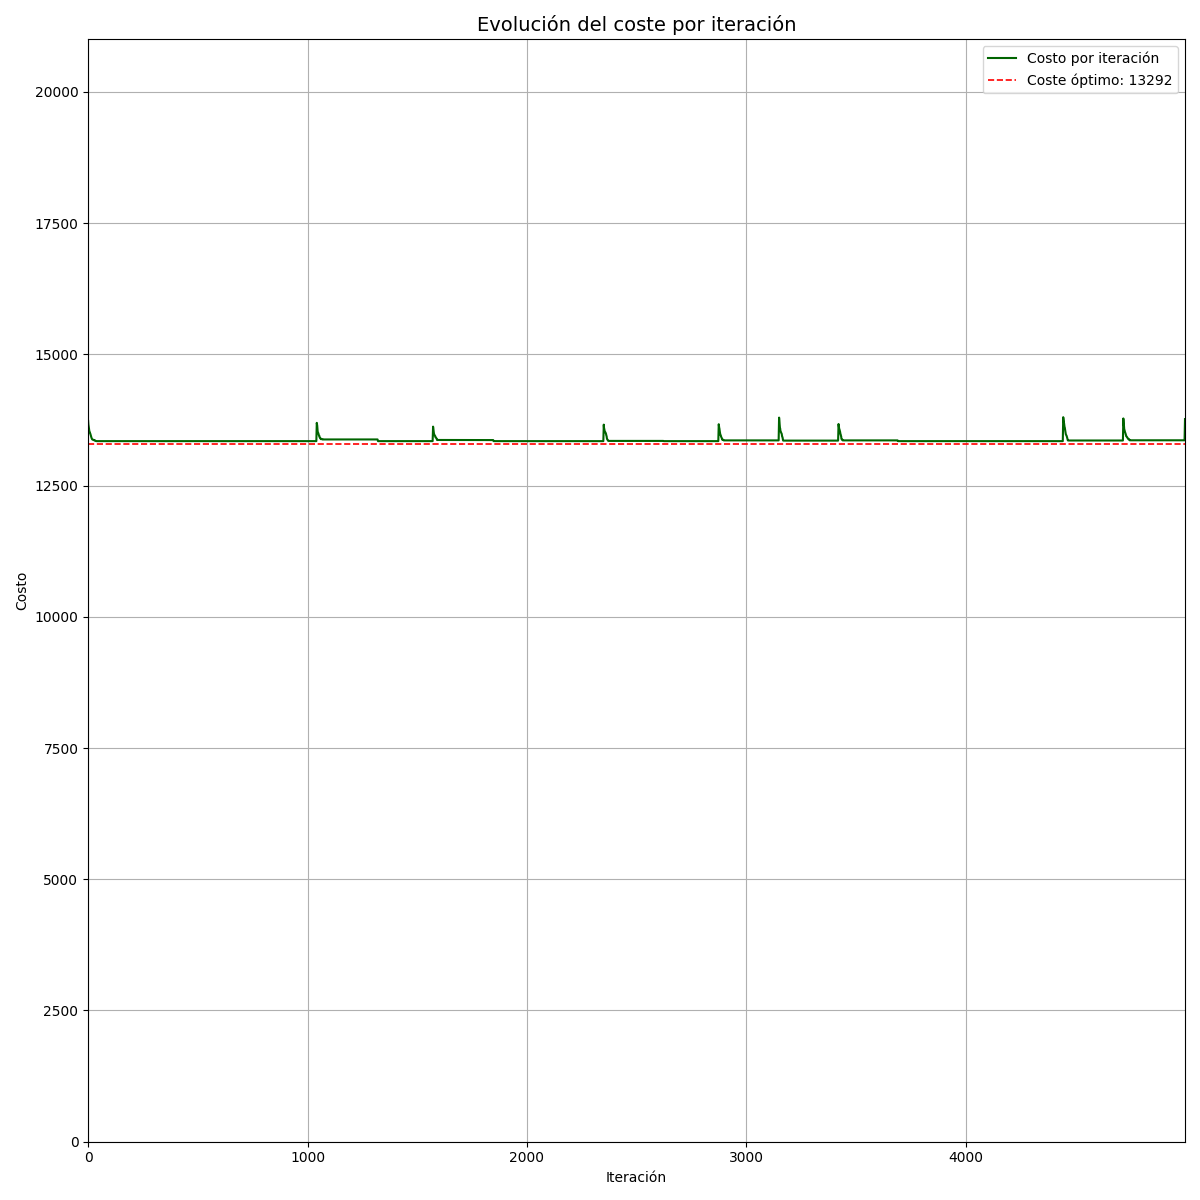 Evolución del coste por iteración
Costo por iteración
Coste óptimo: 13292
20000
17500
15000
12500
10000
7500
5000
2500
0
Costo
0 1000 2000 3000 4000
Iteración